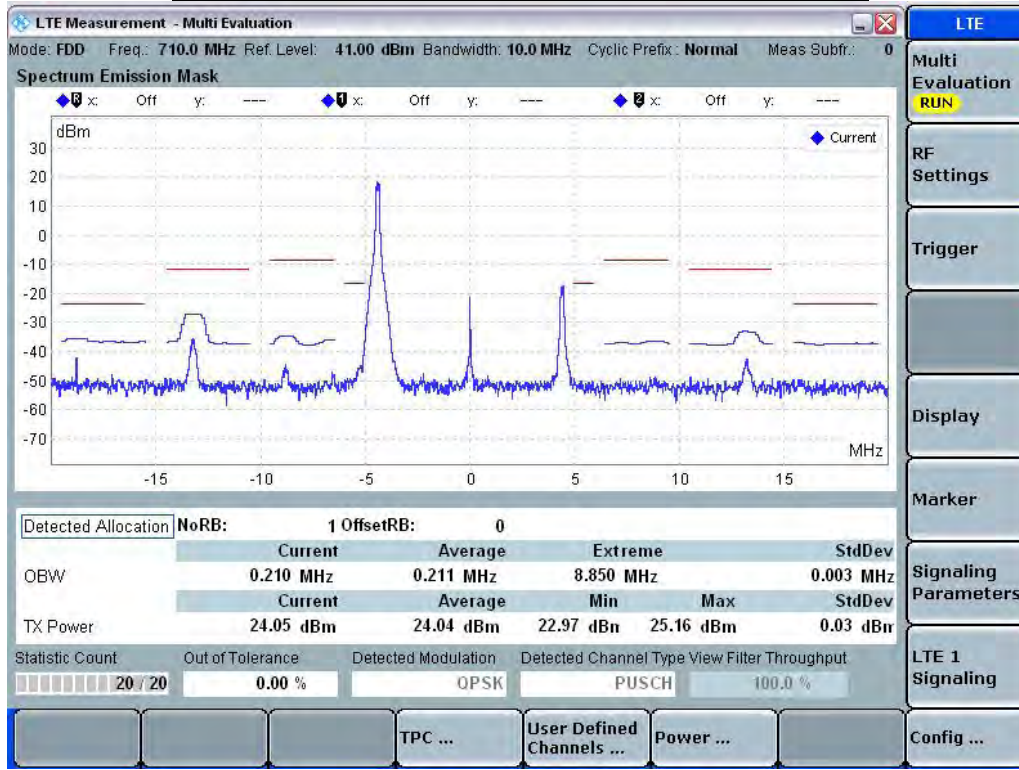 LTE Measurement - Multi Evaluation
LTE
Mode: FDD Freq.: 710.0 MHz Ref. Level: 41.00 dBm Bandwidth: 10.0 MHz Cyclic Prefix: Normal Meas Subfr.: 0
Spectrum Emission Mask
R x: Off y: --- 1 x: Off y: --- 2 x: Off y: ---
dBm
Current
30
20
10
0
-10
-20
-30
-40
-50
-60
-70
MHz
-15 -10 -5 0 5 10 15
Detected Allocation NoRB: 1 OffsetRB: 0
Current Average Extreme StdDev
OBW 0.210 MHz 0.211 MHz 8.850 MHz 0.003 MHz
Current Average Min Max StdDev
TX Power 24.05 dBm 24.04 dBm 22.97 dBm 25.16 dBm 0.03 dBm
Statistic Count Out of Tolerance Detected Modulation Detected Channel Type View Filter Throughput
20 / 20 0.00 % QPSK PUSCH 100.0 %
Multi
Evaluation
RUN
RF
Settings
Trigger
Display
Marker
Signaling
Parameters
LTE 1
Signaling
TPC ...
User Defined
Channels ...
Power ...
Config ...